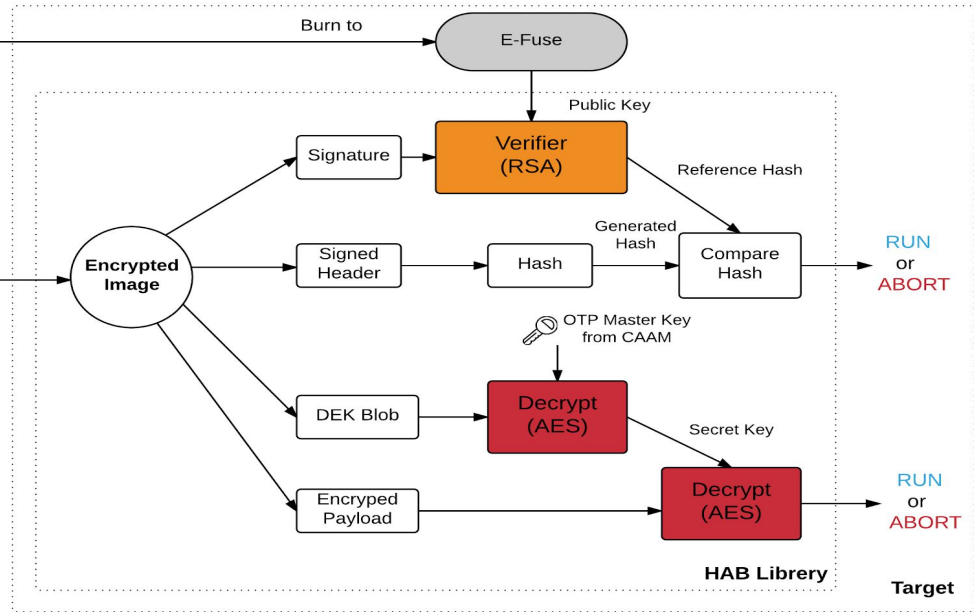 Burn to
E-Fuse
Public Key
Signature
Verifier
(RSA)
Reference Hash
Encrypted
Image
Signed
Header
Hash
Generated
Hash
Compare
Hash
RUN
or
ABORT
OTP Master Key
from CAAM
DEK Blob
Decrypt
(AES)
Secret Key
Encryped
Payload
Decrypt
(AES)
RUN
or
ABORT
HAB Librery
Target